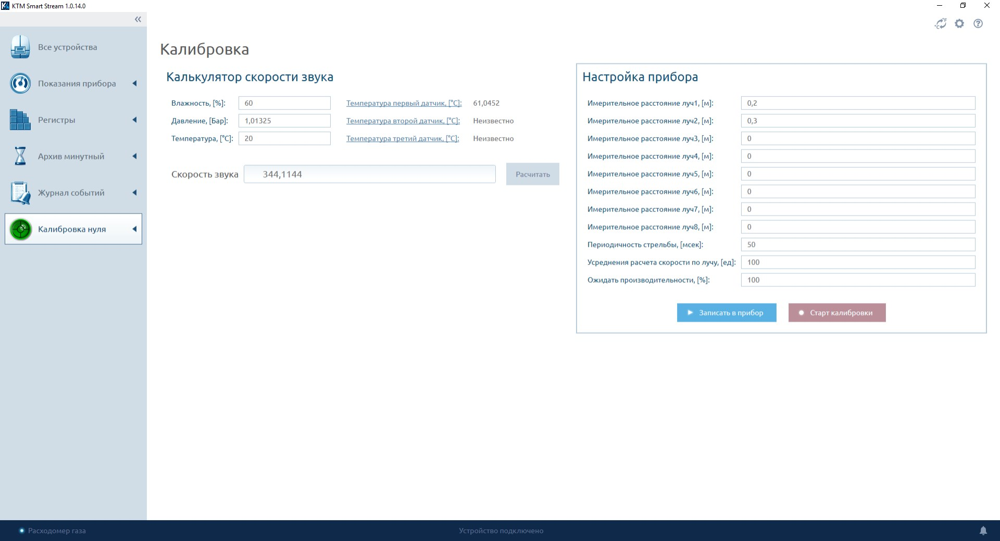 KTM Smart Stream 1.0.14.0
Все устройства
Показания прибора
Регистры
Архив минутный
Журнал событий
Калибровка нуля
Калибровка
Калькулятор скорости звука
Влажность, [%]: 60 Температура первый датчик, [°C]: 61,0452
Давление, [Бар]: 1,01325 Температура второй датчик, [°C]: Неизвестно
Температура, [°C]: 20 Температура третий датчик, [°C]: Неизвестно
Скорость звука 344,1144 Расчитать
Настройка прибора
Имерительное расстояние луч1, [м]: 0,2
Имерительное расстояние луч2, [м]: 0,3
Имерительное расстояние луч3, [м]: 0
Имерительное расстояние луч4, [м]: 0
Имерительное расстояние луч5, [м]: 0
Имерительное расстояние луч6, [м]: 0
Имерительное расстояние луч7, [м]: 0
Имерительное расстояние луч8, [м]: 0
Периодичность стрельбы, [мсек]: 50
Усреднения расчета скорости по лучу, [ед]: 100
Ожидать производительности, [%]: 100
Записать в прибор Старт калибровки
Расходомер газа Устройство подключено